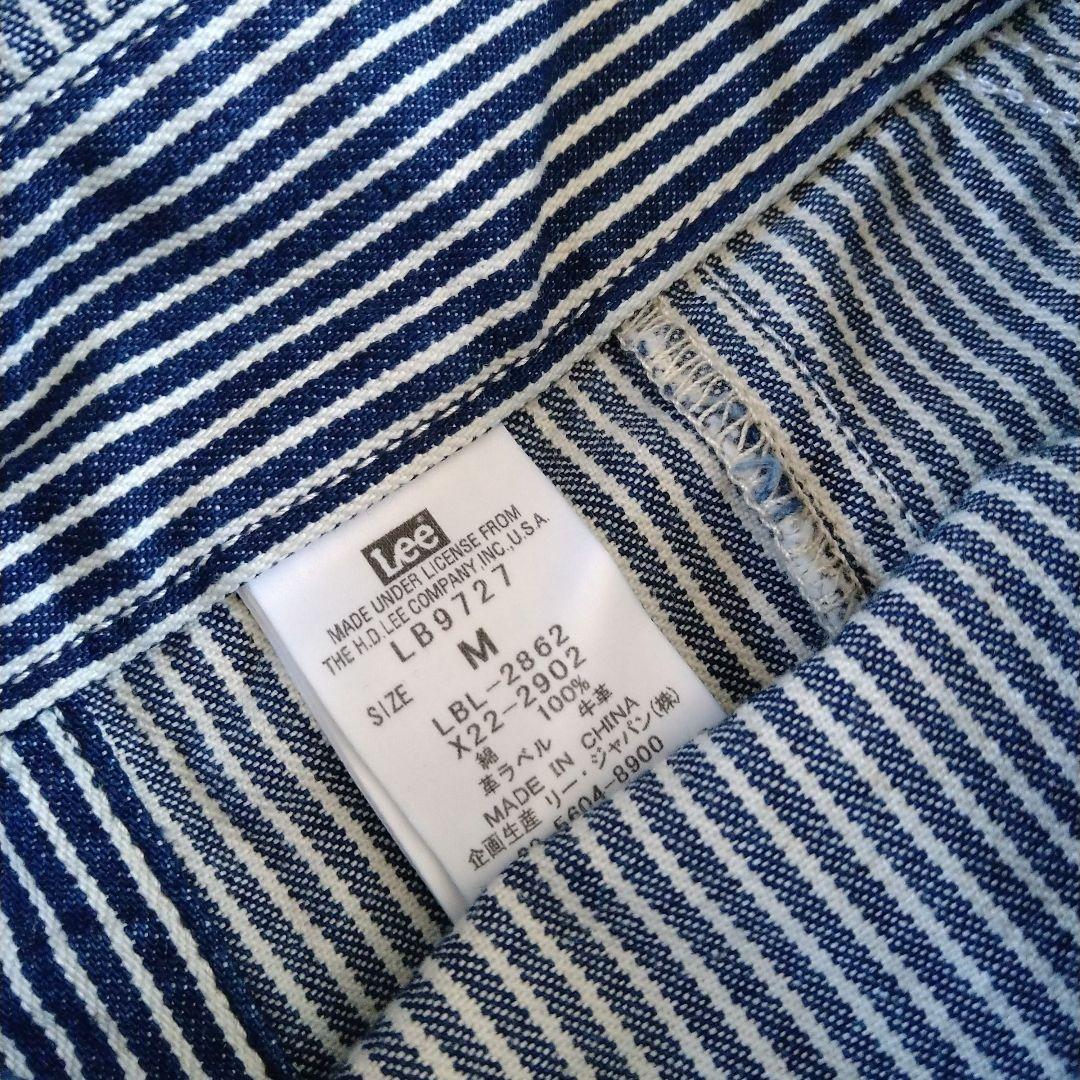 Lee
MADE UNDER LICENSE FROM
THE H.D.LEE COMPANY,INC.,U.S.A.
LB9727
SIZE M
LBL-2862
X22-2902
綿 100%
革ラベル 牛革
MADE IN CHINA
企画生産 リー・ジャパン(株)
5604-8900